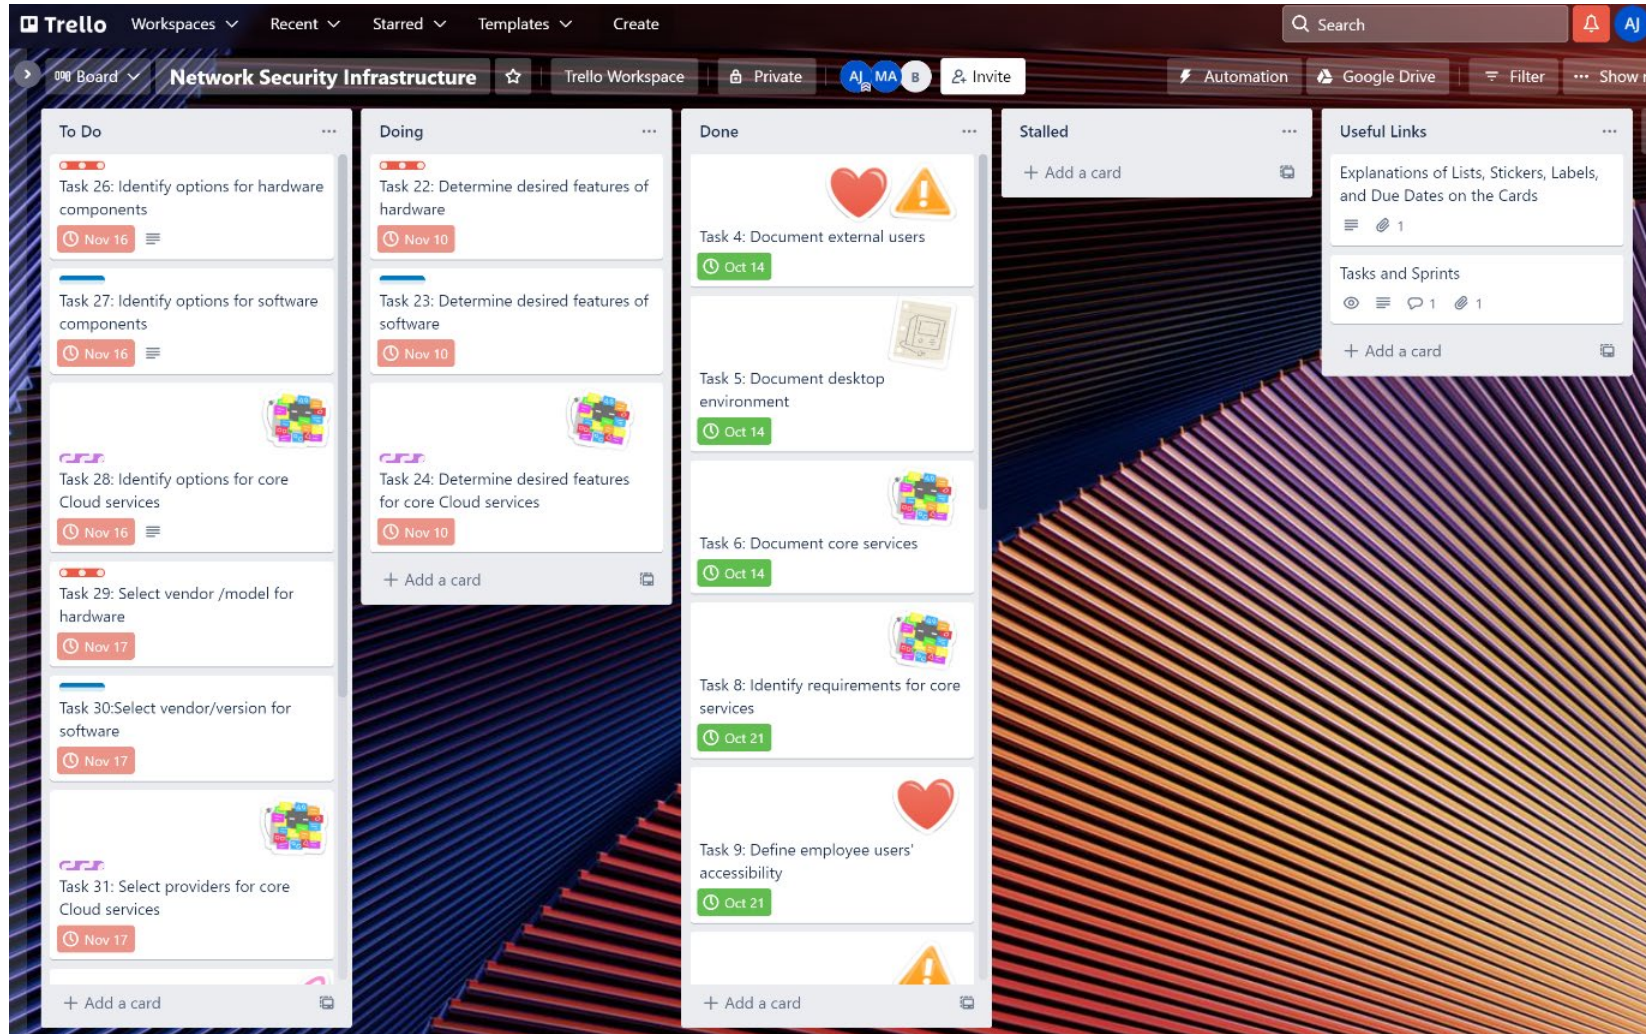 Trello Workspaces Recent Starred Templates Create Search AJ
Board Network Security Infrastructure Trello Workspace Private AJ MA B Invite Automation Google Drive Filter Show
To Do
Task 26: Identify options for hardware
components
Nov 16
Task 27: Identify options for software
components
Nov 16
Task 28: Identify options for core
Cloud services
Nov 16
Task 29: Select vendor /model for
hardware
Nov 17
Task 30:Select vendor/version for
software
Nov 17
Task 31: Select providers for core
Cloud services
Nov 17
+ Add a card
Doing
Task 22: Determine desired features of
hardware
Nov 10
Task 23: Determine desired features of
software
Nov 10
Task 24: Determine desired features
for core Cloud services
Nov 10
+ Add a card
Done
Task 4: Document external users
Oct 14
Task 5: Document desktop
environment
Oct 14
Task 6: Document core services
Oct 14
Task 8: Identify requirements for core
services
Oct 21
Task 9: Define employee users'
accessibility
Oct 21
+ Add a card
Stalled
+ Add a card
Useful Links
Explanations of Lists, Stickers, Labels,
and Due Dates on the Cards
1
Tasks and Sprints
1 1
+ Add a card